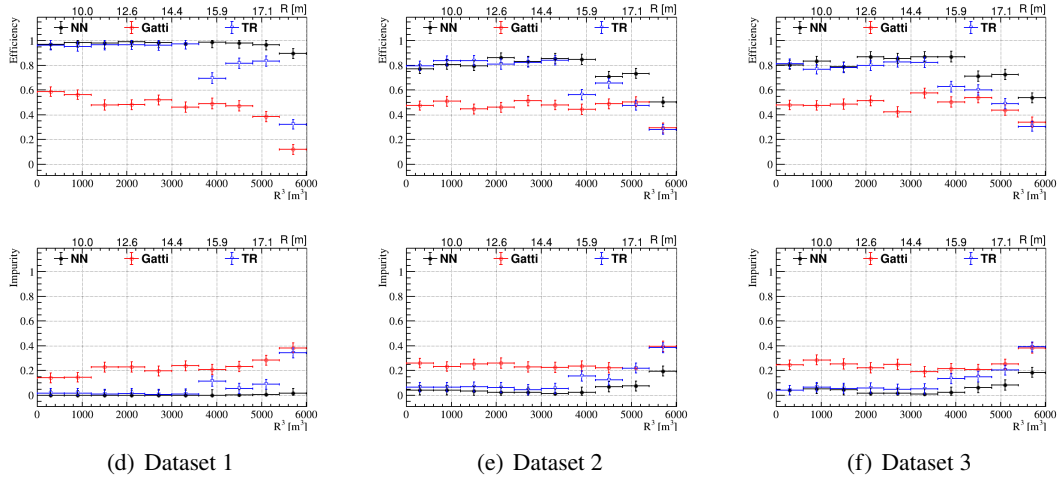 10.0 12.6 14.4 15.9 17.1 R [m]
Efficiency
NN Gatti TR
1
0.8
0.6
0.4
0.2
0
0 1000 2000 3000 4000 5000 6000
R³ [m³]
10.0 12.6 14.4 15.9 17.1 R [m]
Efficiency
NN Gatti TR
1
0.8
0.6
0.4
0.2
0
0 1000 2000 3000 4000 5000 6000
R³ [m³]
10.0 12.6 14.4 15.9 17.1 R [m]
Efficiency
NN Gatti TR
1
0.8
0.6
0.4
0.2
0
0 1000 2000 3000 4000 5000 6000
R³ [m³]
10.0 12.6 14.4 15.9 17.1 R [m]
Impurity
NN Gatti TR
1
0.8
0.6
0.4
0.2
0
0 1000 2000 3000 4000 5000 6000
R³ [m³]
10.0 12.6 14.4 15.9 17.1 R [m]
Impurity
NN Gatti TR
1
0.8
0.6
0.4
0.2
0
0 1000 2000 3000 4000 5000 6000
R³ [m³]
10.0 12.6 14.4 15.9 17.1 R [m]
Impurity
NN Gatti TR
1
0.8
0.6
0.4
0.2
0
0 1000 2000 3000 4000 5000 6000
R³ [m³]
(d) Dataset 1
(e) Dataset 2
(f) Dataset 3